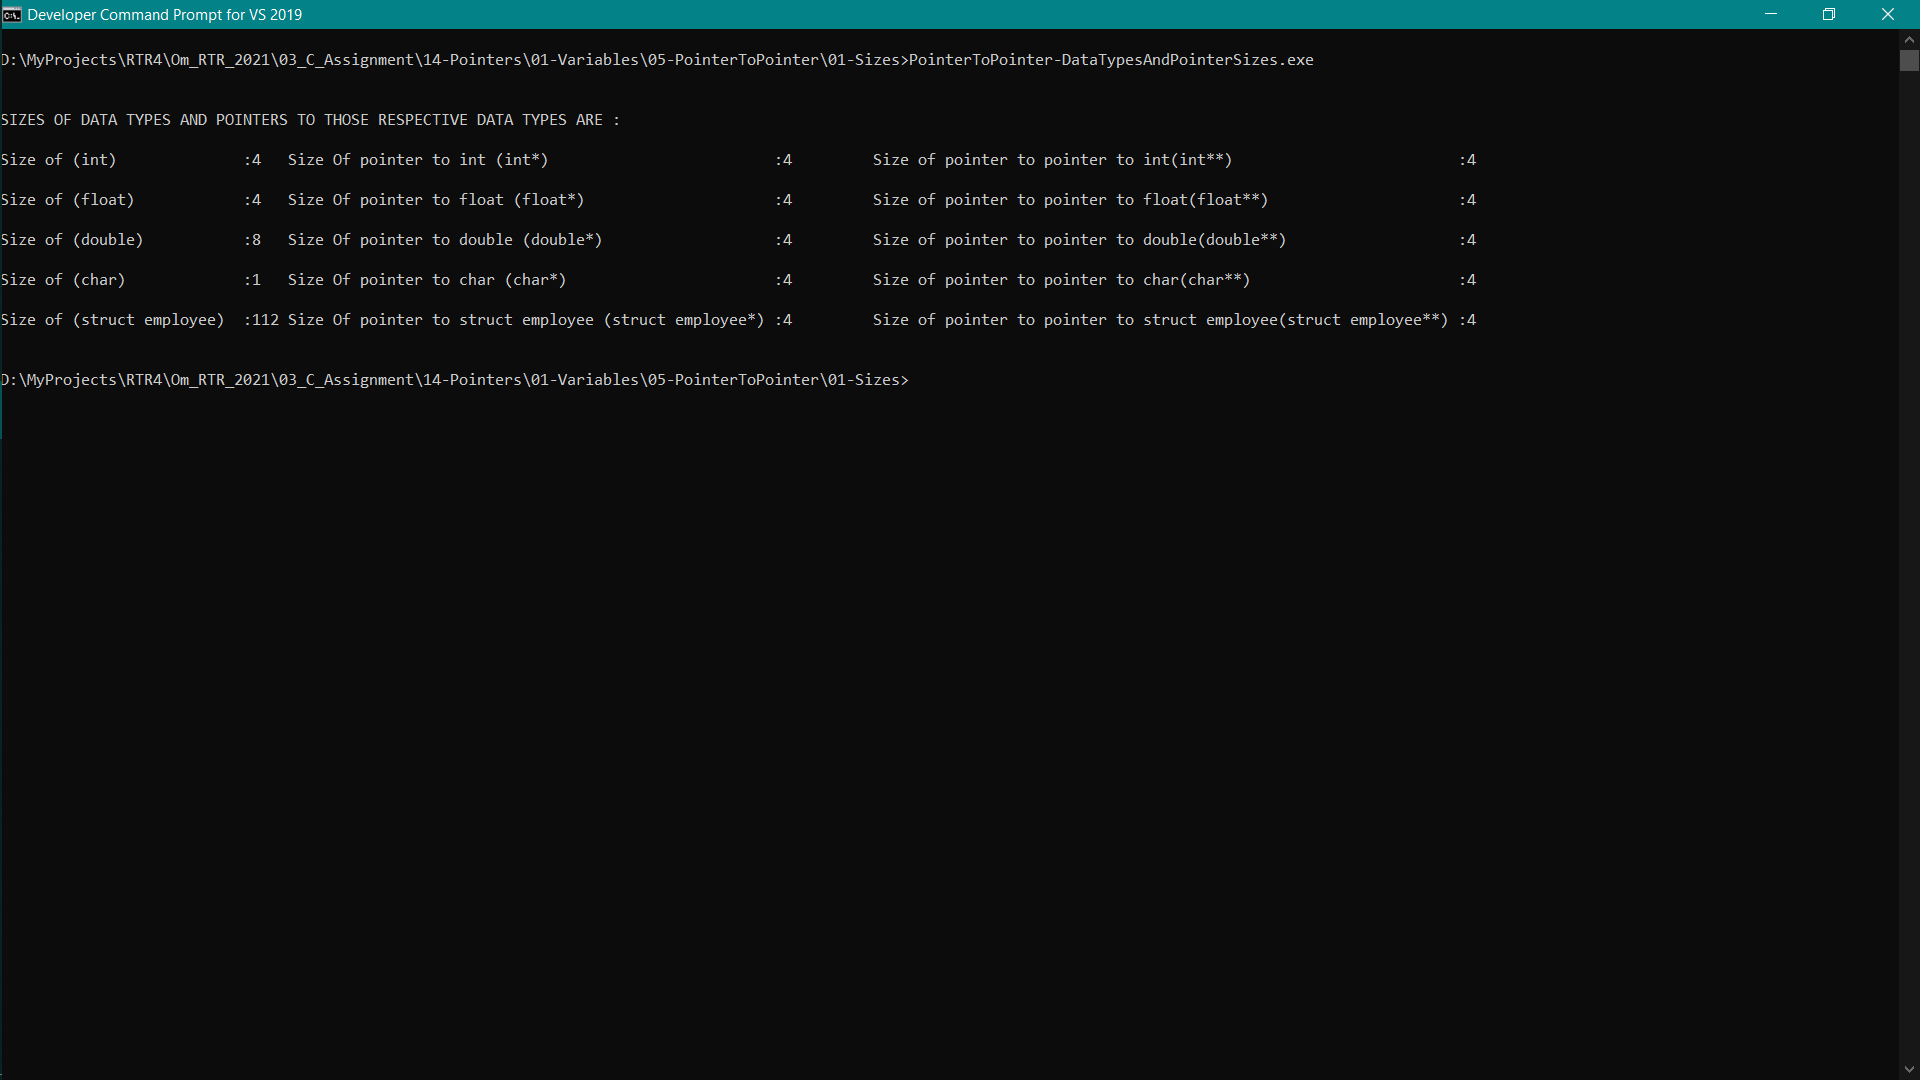 Developer Command Prompt for VS 2019
D:\MyProjects\RTR4\Om_RTR_2021\03_C_Assignment\14-Pointers\01-Variables\05-PointerToPointer\01-Sizes>PointerToPointer-DataTypesAndPointerSizes.exe
SIZES OF DATA TYPES AND POINTERS TO THOSE RESPECTIVE DATA TYPES ARE :
Size of (int) :4 Size Of pointer to int (int*) :4 Size of pointer to pointer to int(int**) :4
Size of (float) :4 Size Of pointer to float (float*) :4 Size of pointer to pointer to float(float**) :4
Size of (double) :8 Size Of pointer to double (double*) :4 Size of pointer to pointer to double(double**) :4
Size of (char) :1 Size Of pointer to char (char*) :4 Size of pointer to pointer to char(char**) :4
Size of (struct employee) :112 Size Of pointer to struct employee (struct employee*) :4 Size of pointer to pointer to struct employee(struct employee**) :4
D:\MyProjects\RTR4\Om_RTR_2021\03_C_Assignment\14-Pointers\01-Variables\05-PointerToPointer\01-Sizes>